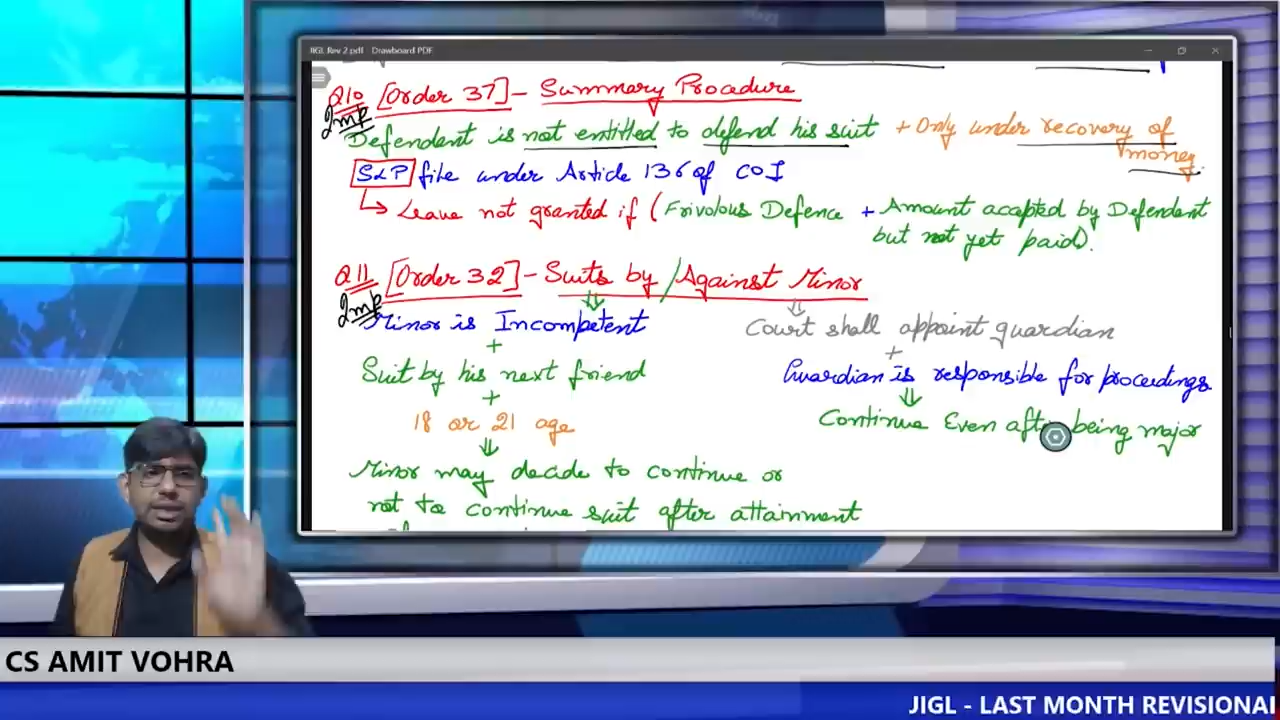 JIGL Rev 2.pdf - Drawboard PDF
Q10 [Order 37] - Summary Procedure
Imp
Defendent is not entitled to defend his suit + Only under recovery of money.
SLP file under Article 136 of COI
↳ Leave not granted if (Frivolous Defence + Amount acapted by Defendent
but not yet paid).
Q11 [Order 32] - Suits by / Against Minor
Imp
Minor is Incompetent
+
Suit by his next friend
+
18 or 21 age
⇓
Minor may decide to continue or
not to continue suit after attainment
⇓
Court shall appoint guardian
+
Guardian is responsible for proceedings
⇓
Continue Even after being major
CS AMIT VOHRA
JIGL - LAST MONTH REVISIONAL